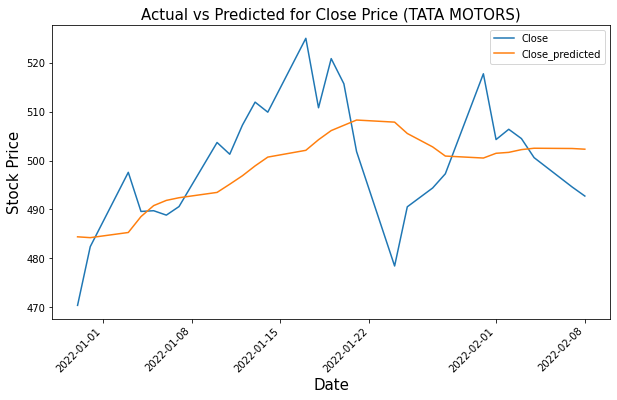 Actual vs Predicted for Close Price (TATA MOTORS)
Close
Close_predicted
Stock Price
520
510
500
490
480
470
2022-01-01
2022-01-08
2022-01-15
2022-01-22
2022-02-01
2022-02-08
Date